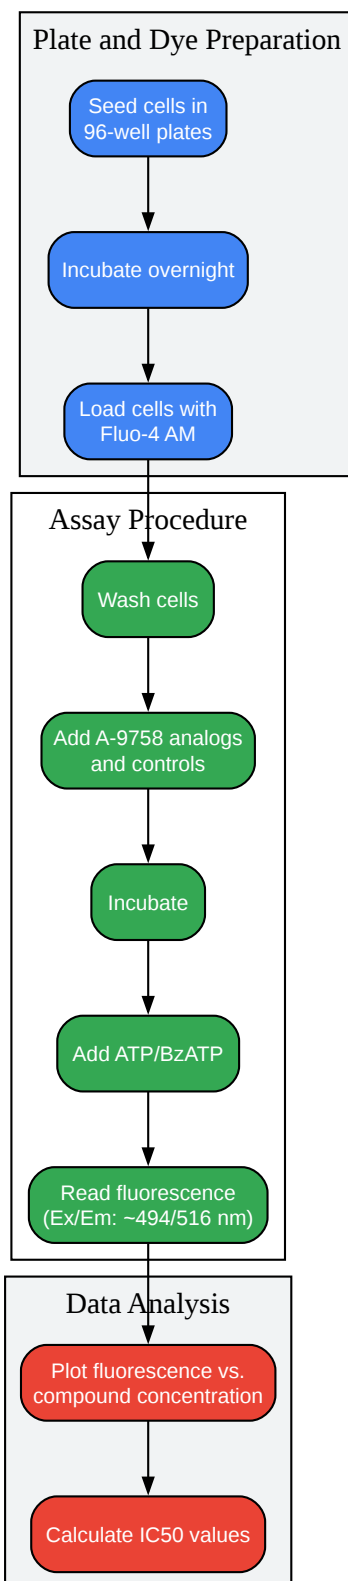 Plate and Dye Preparation
Seed cells in
96-well plates
Incubate overnight
Load cells with
Fluo-4 AM
Assay Procedure
Wash cells
Add A-9758 analogs
and controls
Incubate
Add ATP/BzATP
Read fluorescence
(Ex/Em: ~494/516 nm)
Data Analysis
Plot fluorescence vs.
compound concentration
Calculate IC50 values